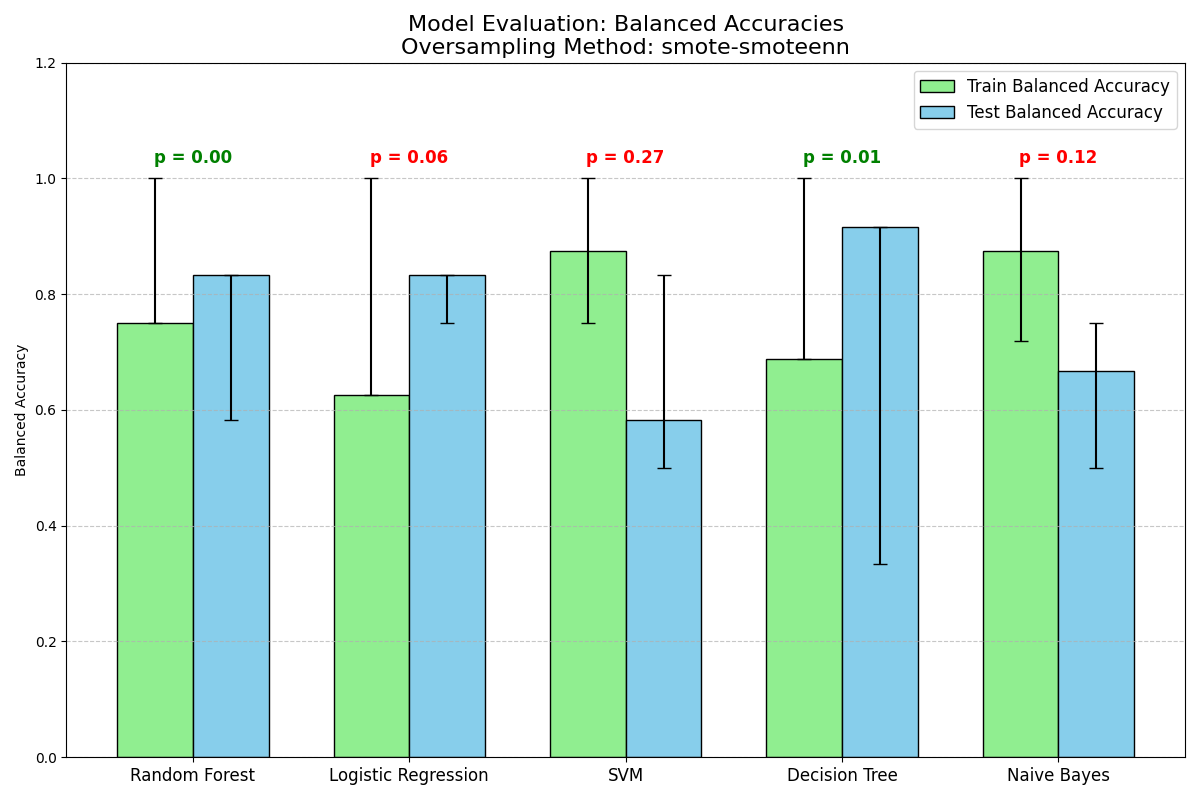 Model Evaluation: Balanced Accuracies
Oversampling Method: smote-smoteenn
Train Balanced Accuracy
Test Balanced Accuracy
p = 0.00
p = 0.06
p = 0.27
p = 0.01
p = 0.12
Balanced Accuracy
1.2
1.0
0.8
0.6
0.4
0.2
0.0
Random Forest
Logistic Regression
SVM
Decision Tree
Naive Bayes